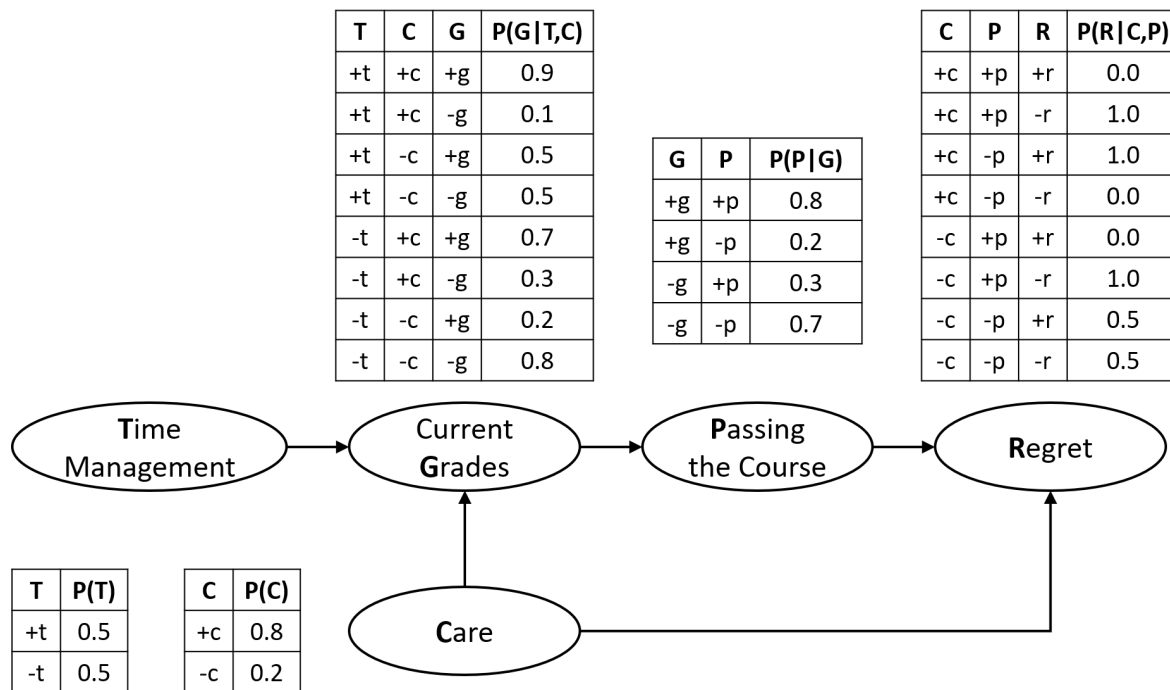 T C G P(G|T,C)
+t +c +g 0.9
+t +c -g 0.1
+t -c +g 0.5
+t -c -g 0.5
-t +c +g 0.7
-t +c -g 0.3
-t -c +g 0.2
-t -c -g 0.8
G P P(P|G)
+g +p 0.8
+g -p 0.2
-g +p 0.3
-g -p 0.7
C P R P(R|C,P)
+c +p +r 0.0
+c +p -r 1.0
+c -p +r 1.0
+c -p -r 0.0
-c +p +r 0.0
-c +p -r 1.0
-c -p +r 0.5
-c -p -r 0.5
Time
Management
Current
Grades
Passing
the Course
Regret
T P(T)
+t 0.5
-t 0.5
C P(C)
+c 0.8
-c 0.2
Care